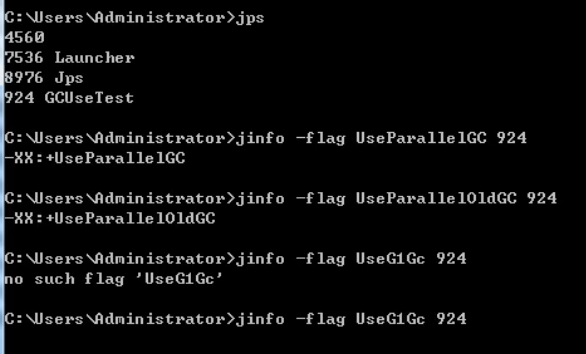 C:\Users\Administrator>jps
4560
7536 Launcher
8976 Jps
924 GCUseTest
C:\Users\Administrator>jinfo -flag UseParallelGC 924
-XX:+UseParallelGC
C:\Users\Administrator>jinfo -flag UseParallelOldGC 924
-XX:+UseParallelOldGC
C:\Users\Administrator>jinfo -flag UseG1Gc 924
no such flag 'UseG1Gc'
C:\Users\Administrator>jinfo -flag UseG1Gc 924